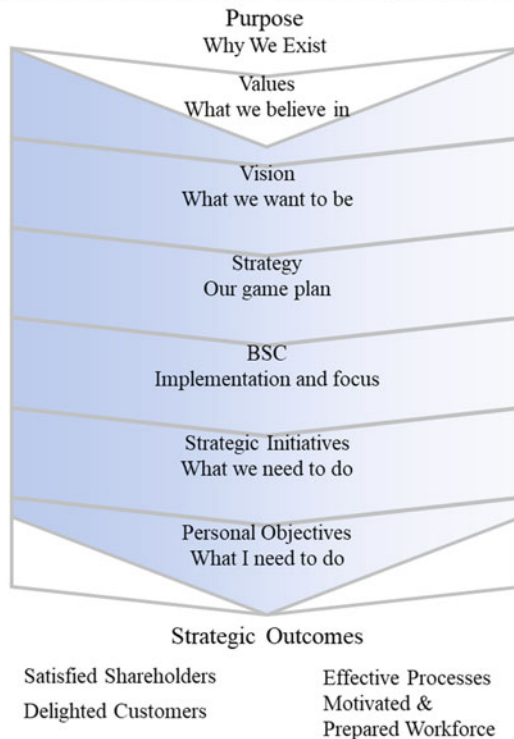 Purpose
Why We Exist
Values
What we believe in
Vision
What we want to be
Strategy
Our game plan
BSC
Implementation and focus
Strategic Initiatives
What we need to do
Personal Objectives
What I need to do
Strategic Outcomes
Satisfied Shareholders
Delighted Customers
Effective Processes
Motivated &
Prepared Workforce